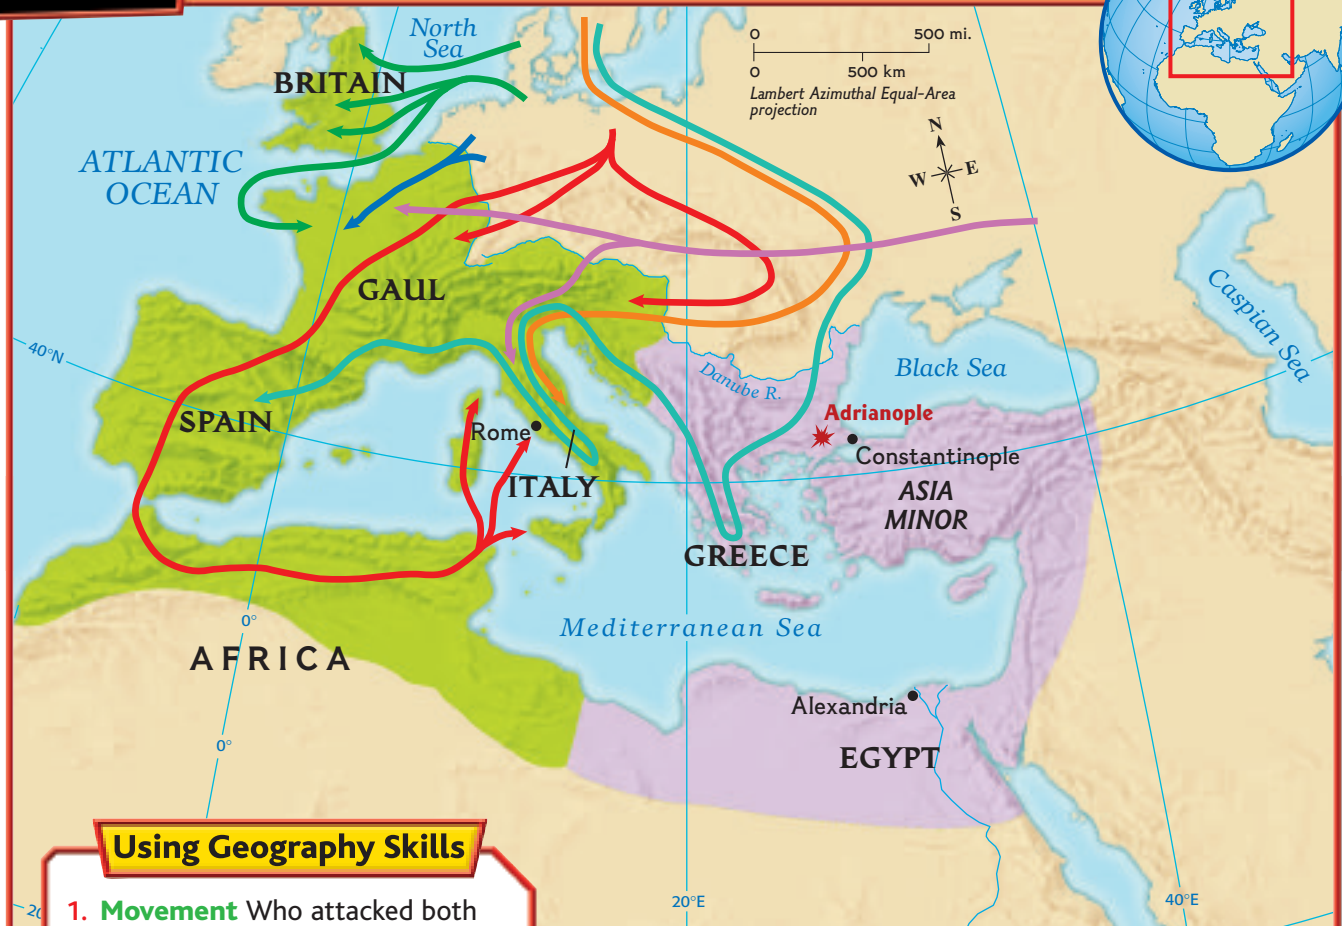 North
Sea
BRITAIN
0 500 mi.
0 500 km
Lambert Azimuthal Equal-Area
projection
N
W E
S
ATLANTIC
OCEAN
GAUL
Caspian Sea
40°N
Black Sea
Danube R.
SPAIN
Adrianople
Rome
Constantinople
ITALY
ASIA
MINOR
GREECE
0°
Mediterranean Sea
AFRICA
Alexandria
0°
EGYPT
Using Geography Skills
20°E
40°E
1. Movement Who attacked both